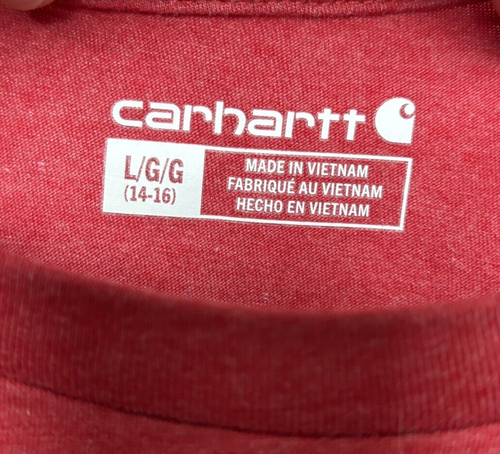 carhartt
L/G/G
(14-16)
MADE IN VIETNAM
FABRIQUÉ AU VIETNAM
HECHO EN VIETNAM